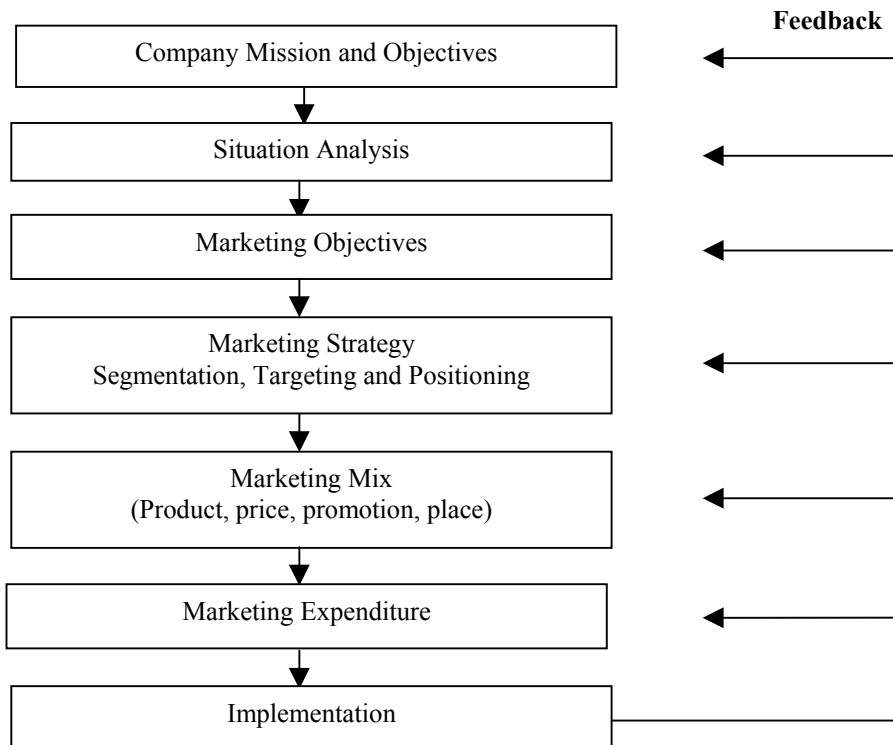 Feedback
Company Mission and Objectives
Situation Analysis
Marketing Objectives
Marketing Strategy
Segmentation, Targeting and Positioning
Marketing Mix
(Product, price, promotion, place)
Marketing Expenditure
Implementation